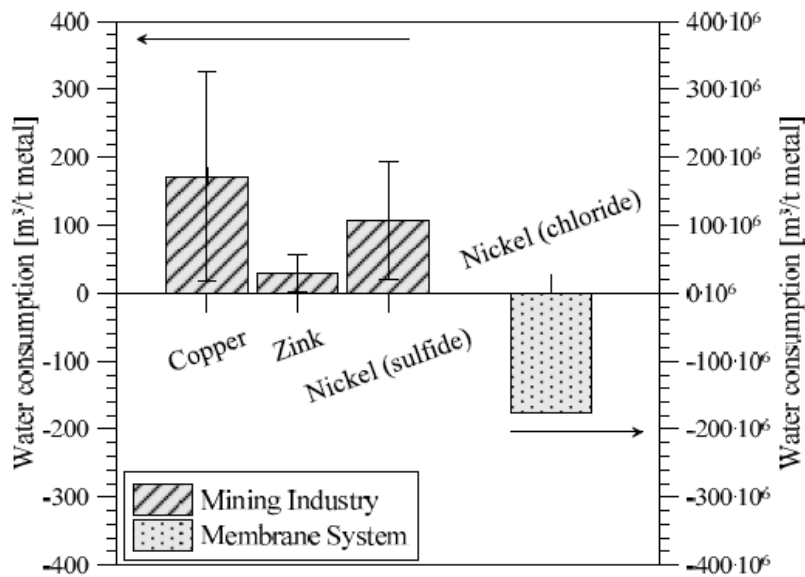 Water consumption [m³/t metal]
400
300
200
100
0
-100
-200
-300
-400
Copper
Zink
Nickel (sulfide)
Nickel (chloride)
Mining Industry
Membrane System
400·10⁶
300·10⁶
200·10⁶
100·10⁶
0·10⁶
-100·10⁶
-200·10⁶
-300·10⁶
-400·10⁶
Water consumption [m³/t metal]